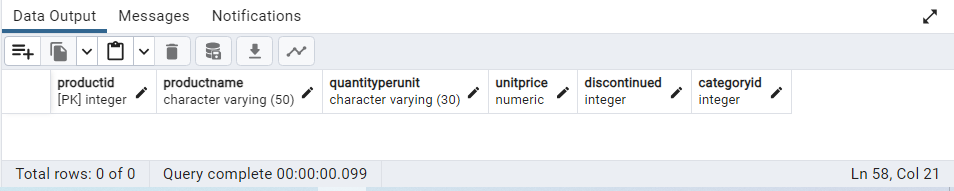 Data Output Messages Notifications
productid productname quantityperunit unitprice discontinued categoryid
[PK] integer character varying (50) character varying (30) numeric integer integer
Total rows: 0 of 0 Query complete 00:00:00.099 Ln 58, Col 21